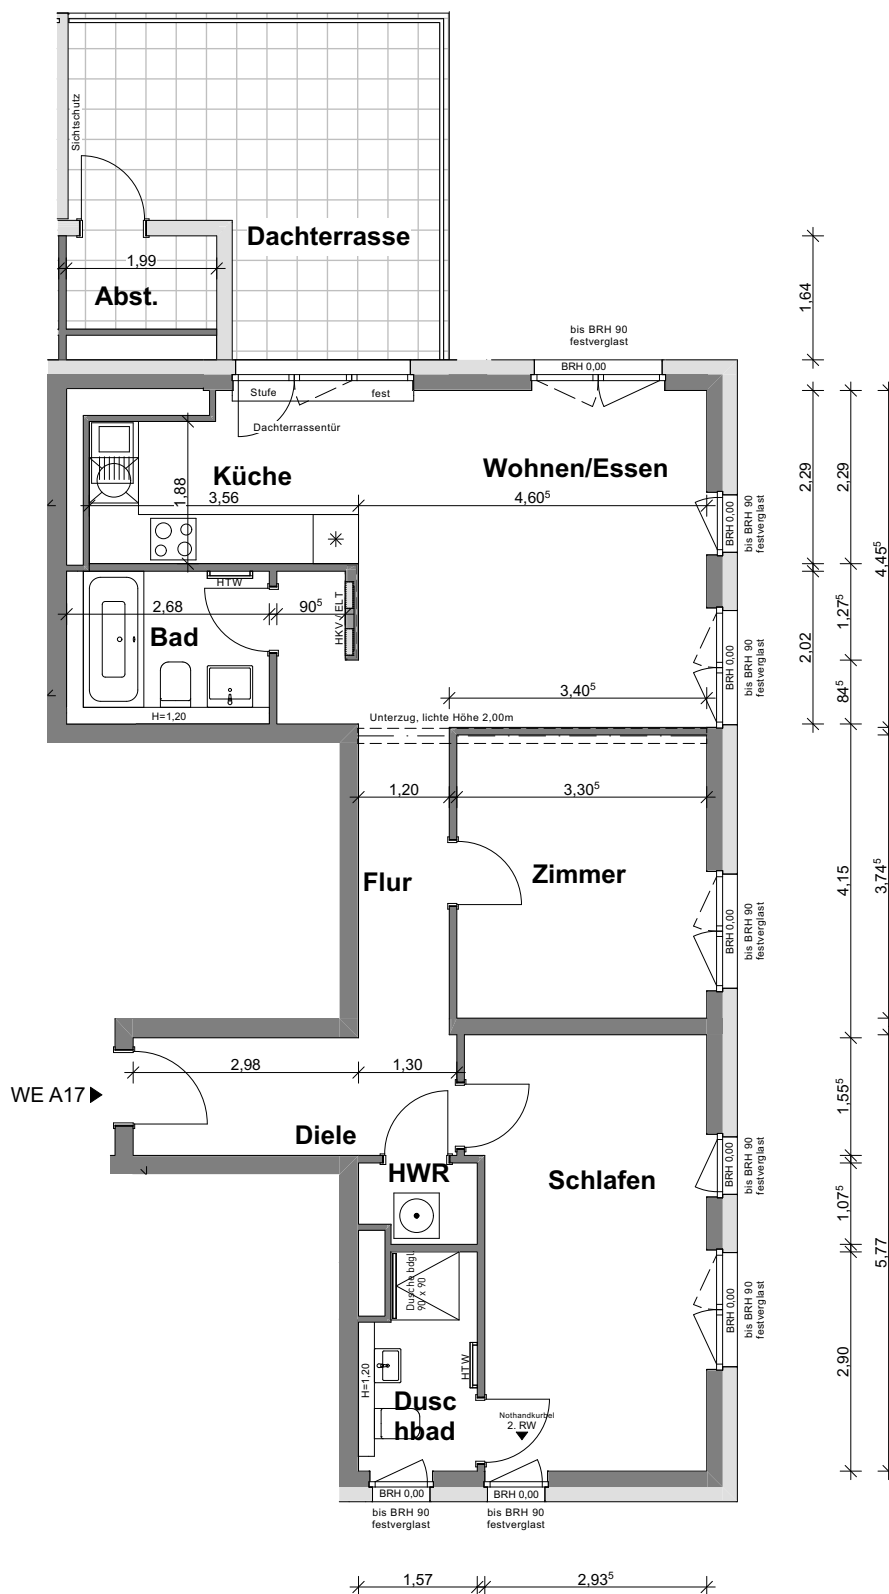 Sichtschutz
Dachterrasse
1,99
Abst.
1,64
bis BRH 90
festverglast
BRH 0,00
Stufe
fest
Dachterrassentür
Küche
Wohnen/Essen
1,88
3,56
4,60⁵
2,29
2,29
4,45⁵
BRH 0,00
bis BRH 90
festverglast
HTW
2,68
90⁵
HKV / ELT
Bad
2,02
1,27⁵
84⁵
BRH 0,00
bis BRH 90
festverglast
3,40⁵
H=1,20
Unterzug, lichte Höhe 2,00m
1,20
3,30⁵
Flur
Zimmer
4,15
3,74⁵
BRH 0,00
bis BRH 90
festverglast
2,98
1,30
WE A17
Diele
1,55⁵
HWR
Schlafen
BRH 0,00
bis BRH 90
festverglast
1,07⁵
5,77
Dusche bdgl.
90 x 90
BRH 0,00
bis BRH 90
festverglast
2,90
H=1,20
HTW
Dusc
hbad
Nothandkurbel
2. RW
BRH 0,00
BRH 0,00
bis BRH 90
festverglast
bis BRH 90
festverglast
1,57
2,93⁵